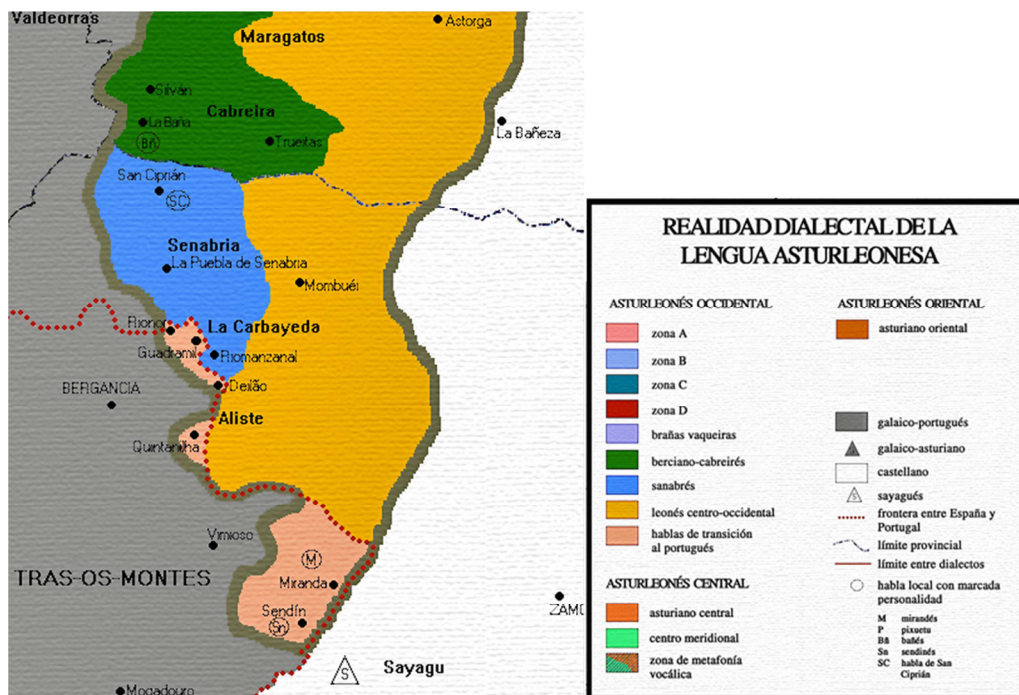 Valdeorras
Astorga
Maragatos
Silván
Cabreira
La Baña
La Bañeza
Bñ
Trueitas
San Ciprián
SC
Senabria
La Puebla de Senabria
Mombuéi
Rionor
La Carbayeda
Guadramil
Riomanzanal
Deilão
BERGANCIA
Aliste
Quintanilha
Vimioso
M
TRAS-OS-MONTES
Miranda
ZAMO
Sendín
Sn
Sayagu
S
Mogadouro
REALIDAD DIALECTAL DE LA
LENGUA ASTURLEONESA
ASTURLEONÉS OCCIDENTAL
zona A
zona B
zona C
zona D
brañas vaqueiras
berciano-cabreirés
sanabrés
leonés centro-occidental
hablas de transición
al portugués
ASTURLEONÉS CENTRAL
asturiano central
centro meridional
zona de metafonía
vocálica
ASTURLEONÉS ORIENTAL
asturiano oriental
galaico-portugués
galaico-asturiano
castellano
S sayagués
frontera entre España y
Portugal
límite provincial
límite entre dialectos
habla local con marcada
personalidad
M mirandés
P pixuetu
Bñ bañés
Sn sendinés
SC habla de San
Ciprián